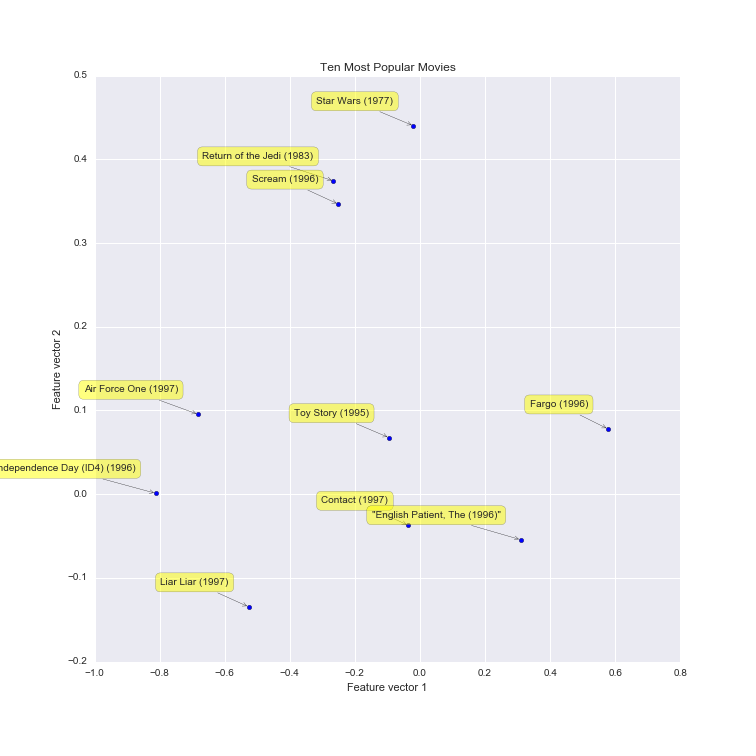 Ten Most Popular Movies
0.5
Star Wars (1977)
0.4
Return of the Jedi (1983)
Scream (1996)
0.3
0.2
Feature vector 2
Air Force One (1997)
0.1
Toy Story (1995)
Fargo (1996)
ndependence Day (ID4) (1996)
0.0
Contact (1997)
"English Patient, The (1996)"
−0.1
Liar Liar (1997)
−0.2
−1.0 −0.8 −0.6 −0.4 −0.2 0.0 0.2 0.4 0.6 0.8
Feature vector 1